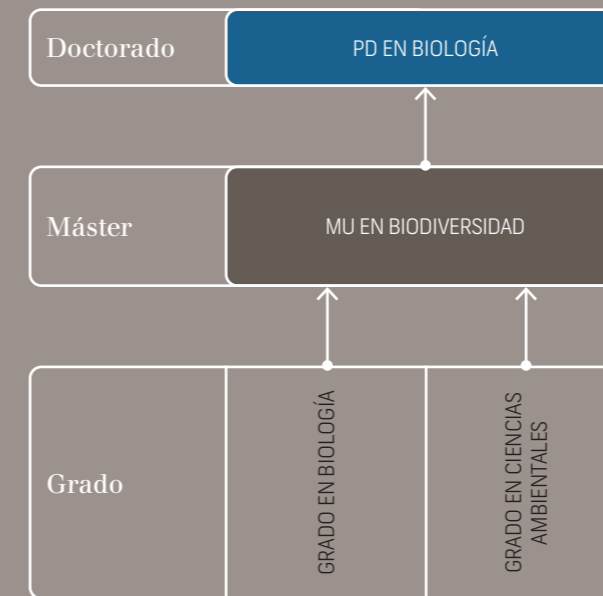 Doctorado
PD EN BIOLOGÍA
Máster
MU EN BIODIVERSIDAD
Grado
GRADO EN BIOLOGÍA
GRADO EN CIENCIAS
AMBIENTALES